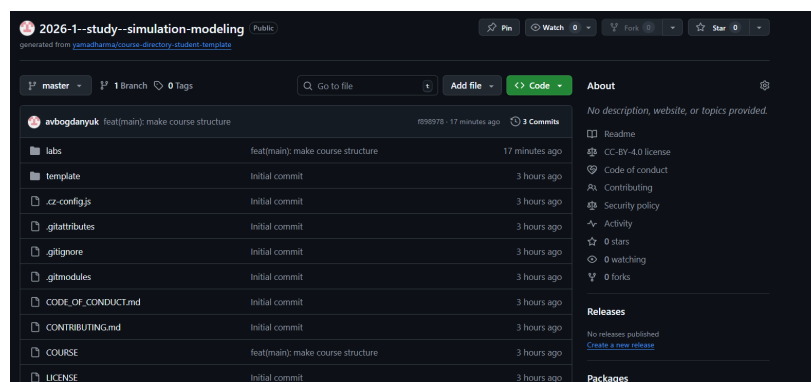 2026-1--study--simulation-modeling Public
Pin Watch 0 Fork 0 Star 0
generated from yamadharma/course-directory-student-template
master 1 Branch 0 Tags Go to file t Add file <> Code
avbogdanyuk feat(main): make course structure f898978 · 17 minutes ago 3 Commits
labs feat(main): make course structure 17 minutes ago
template Initial commit 3 hours ago
.cz-config.js Initial commit 3 hours ago
.gitattributes Initial commit 3 hours ago
.gitignore Initial commit 3 hours ago
.gitmodules Initial commit 3 hours ago
CODE_OF_CONDUCT.md Initial commit 3 hours ago
CONTRIBUTING.md Initial commit 3 hours ago
COURSE feat(main): make course structure 3 hours ago
LICENSE Initial commit 3 hours ago
About
No description, website, or topics provided.
Readme
CC-BY-4.0 license
Code of conduct
Contributing
Security policy
Activity
0 stars
0 watching
0 forks
Releases
No releases published
Create a new release
Packages